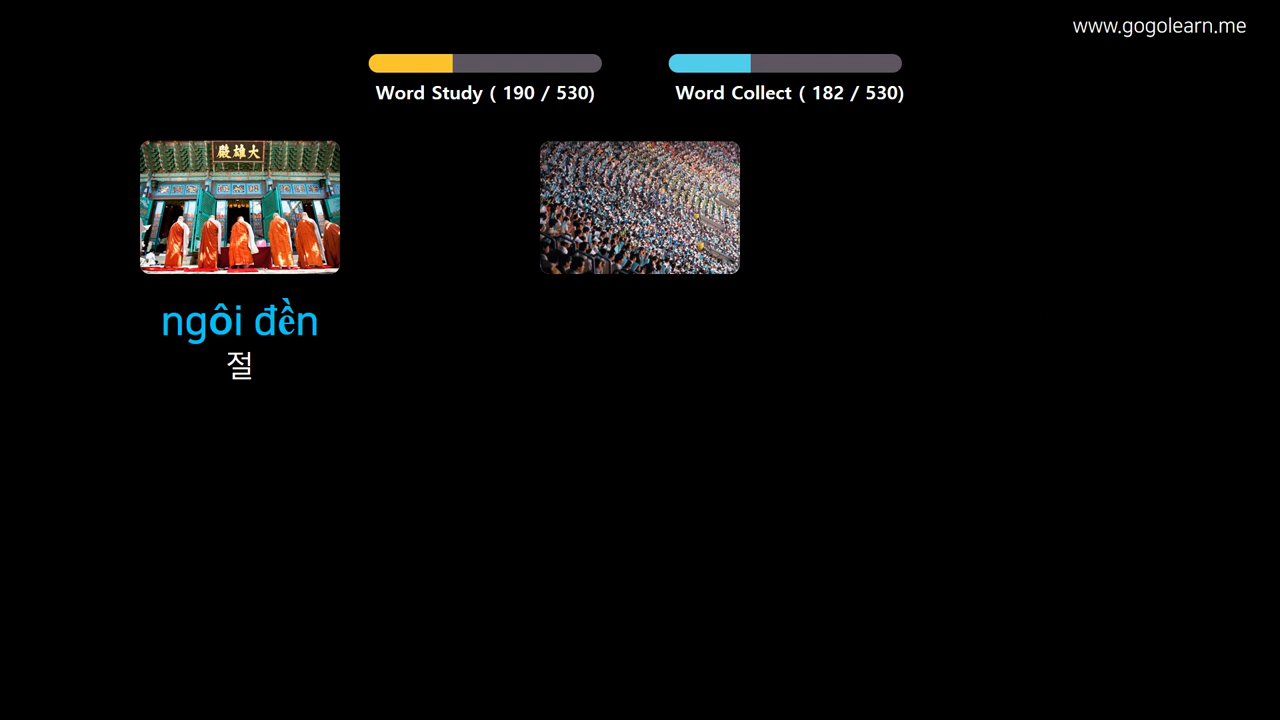 www.gogolearn.me
Word Study ( 190 / 530)
Word Collect ( 182 / 530)
殿雄大
ngôi đền
절